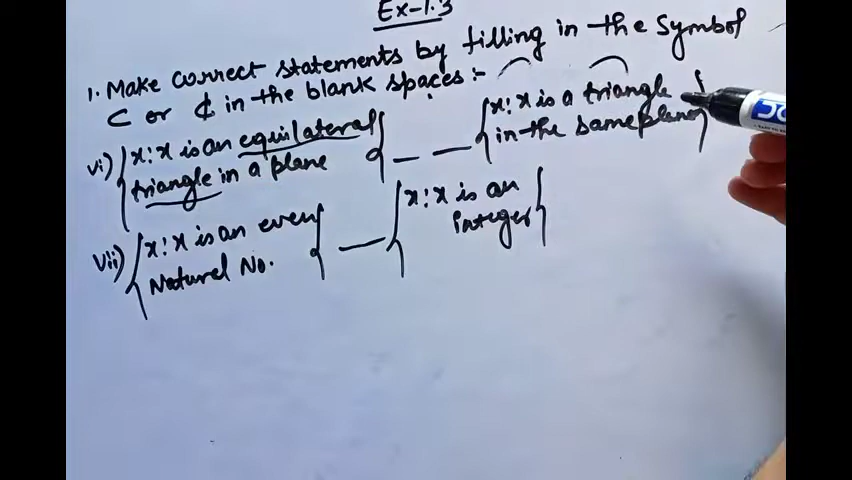 Ex-1.3
1. Make correct statements by filling in the symbol
⊂ or ⊄ in the blank spaces:-
vi) {x:x is an equilateral triangle in a plane} _ _ {x:x is a triangle in the same plane}
vii) {x:x is an even Natural No.} _ {x:x is an integer}